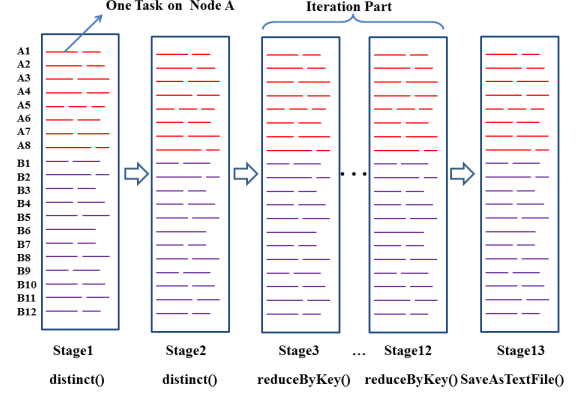 One Task on Node A
Iteration Part
A1
A2
A3
A4
A5
A6
A7
A8
B1
B2
B3
B4
B5
B6
B7
B8
B9
B10
B11
B12
...
Stage1 Stage2 Stage3 ... Stage12 Stage13
distinct() distinct() reduceByKey() reduceByKey() SaveAsTextFile()